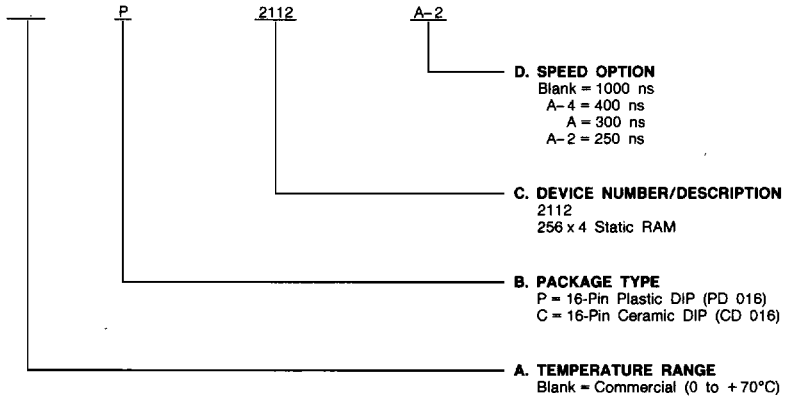 P 2112 A-2
D. SPEED OPTION
Blank = 1000 ns
A-4 = 400 ns
A = 300 ns
A-2 = 250 ns
C. DEVICE NUMBER/DESCRIPTION
2112
256 x 4 Static RAM
B. PACKAGE TYPE
P = 16-Pin Plastic DIP (PD 016)
C = 16-Pin Ceramic DIP (CD 016)
A. TEMPERATURE RANGE
Blank = Commercial (0 to +70°C)